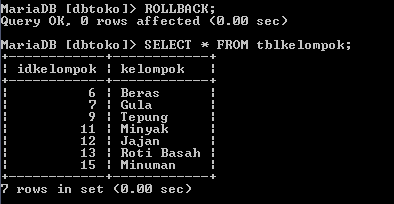 MariaDB [dbtoko]> ROLLBACK;
Query OK, 0 rows affected (0.00 sec)
MariaDB [dbtoko]> SELECT * FROM tblkelompok;
+------------+------------+
| idkelompok | kelompok   |
+------------+------------+
|          6 | Beras      |
|          7 | Gula       |
|          9 | Tepung     |
|         11 | Minyak     |
|         12 | Jajan      |
|         13 | Roti Basah |
|         15 | Minuman    |
+------------+------------+
7 rows in set (0.00 sec)